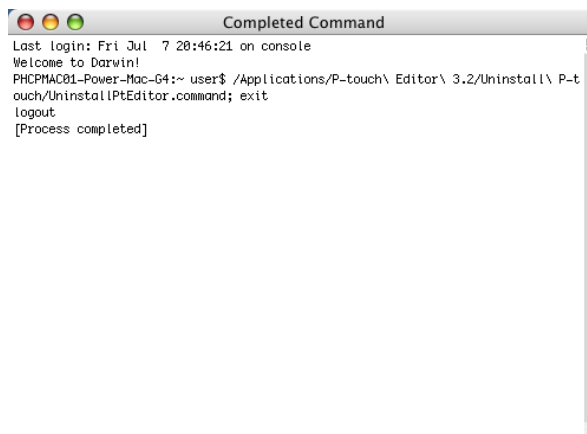 Completed Command
Last login: Fri Jul  7 20:46:21 on console
Welcome to Darwin!
PHCPMAC01-Power-Mac-G4:~ user$ /Applications/P-touch\ Editor\ 3.2/Uninstall\ P-t
ouch/UninstallPtEditor.command; exit
logout
[Process completed]